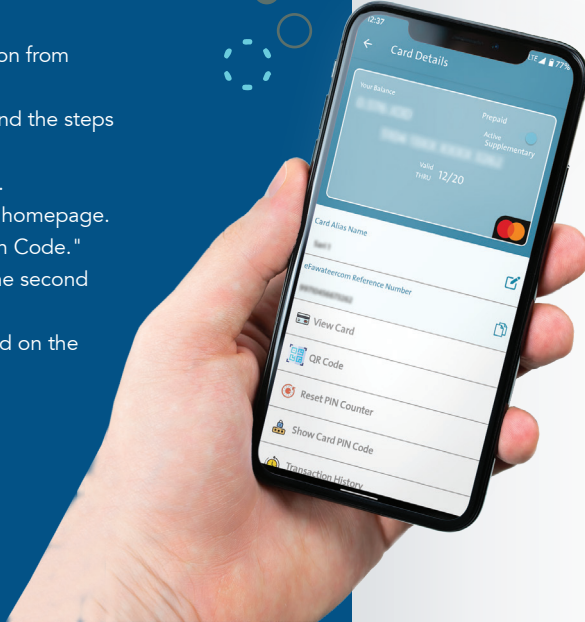 on from
nd the steps
.
homepage.
n Code."
ne second
d on the
12:37
LTE 77%
Card Details
Your Balance
Prepaid
Active
Supplementary
Valid
THRU 12/20
Card Alias Name
eFawateercom Reference Number
View Card
QR Code
Reset PIN Counter
Show Card PIN Code
Transaction History